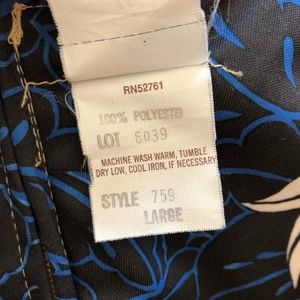 RN52761
100% POLYESTER
LOT 6039
MACHINE WASH WARM, TUMBLE
DRY LOW, COOL IRON, IF NECESSARY
STYLE 759
LARGE